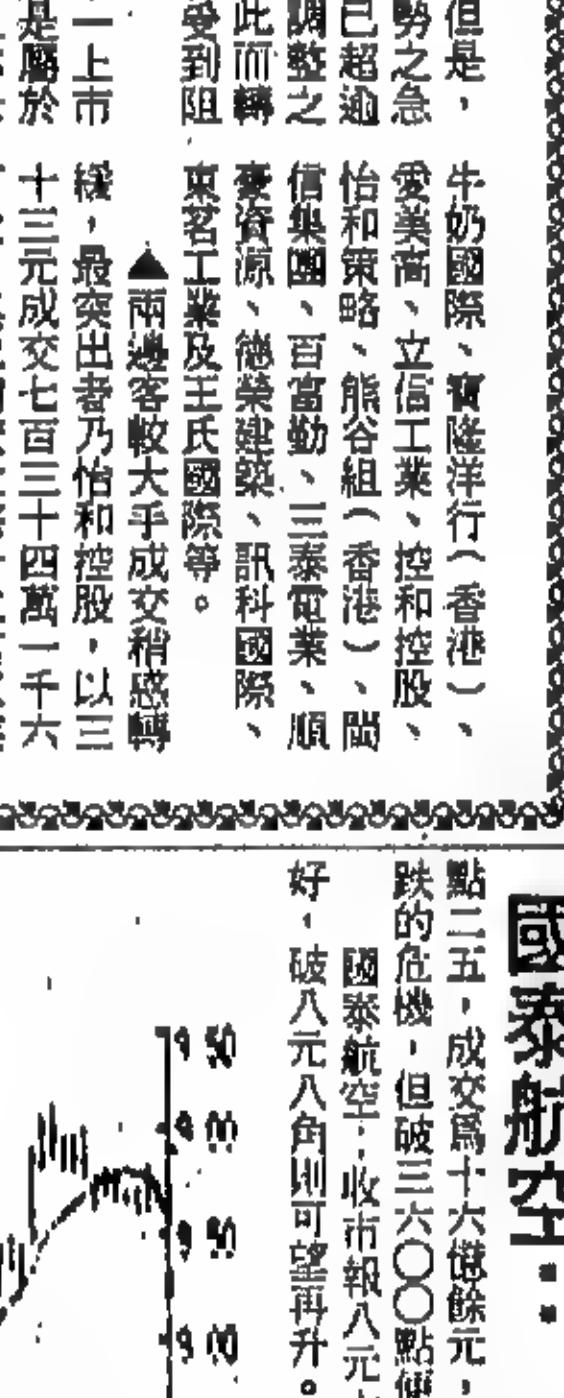 但是，
勢之急
已超逾
調整之
此而轉
受到阻
一上市
是屬於
牛奶國際、寶隆洋行（香港）、
愛美高、立信工業、控和控股、
怡和策略、熊谷組（香港）、閩
信集團、百富勤、三泰電業、順
豪資源、德榮建築、訊科國際、
東茗工業及王氏國際等。
▲兩邊客較大手成交稍感轉
緩，最突出者乃怡和控股，以三
十三元成交七百三十四萬一千六
國泰航空：
點二五，成交爲十六億餘元，
跌的危機，但破三六〇〇點便
國泰航空：收市報八元
好，破八元八角則可望再升。
9 50
9 00